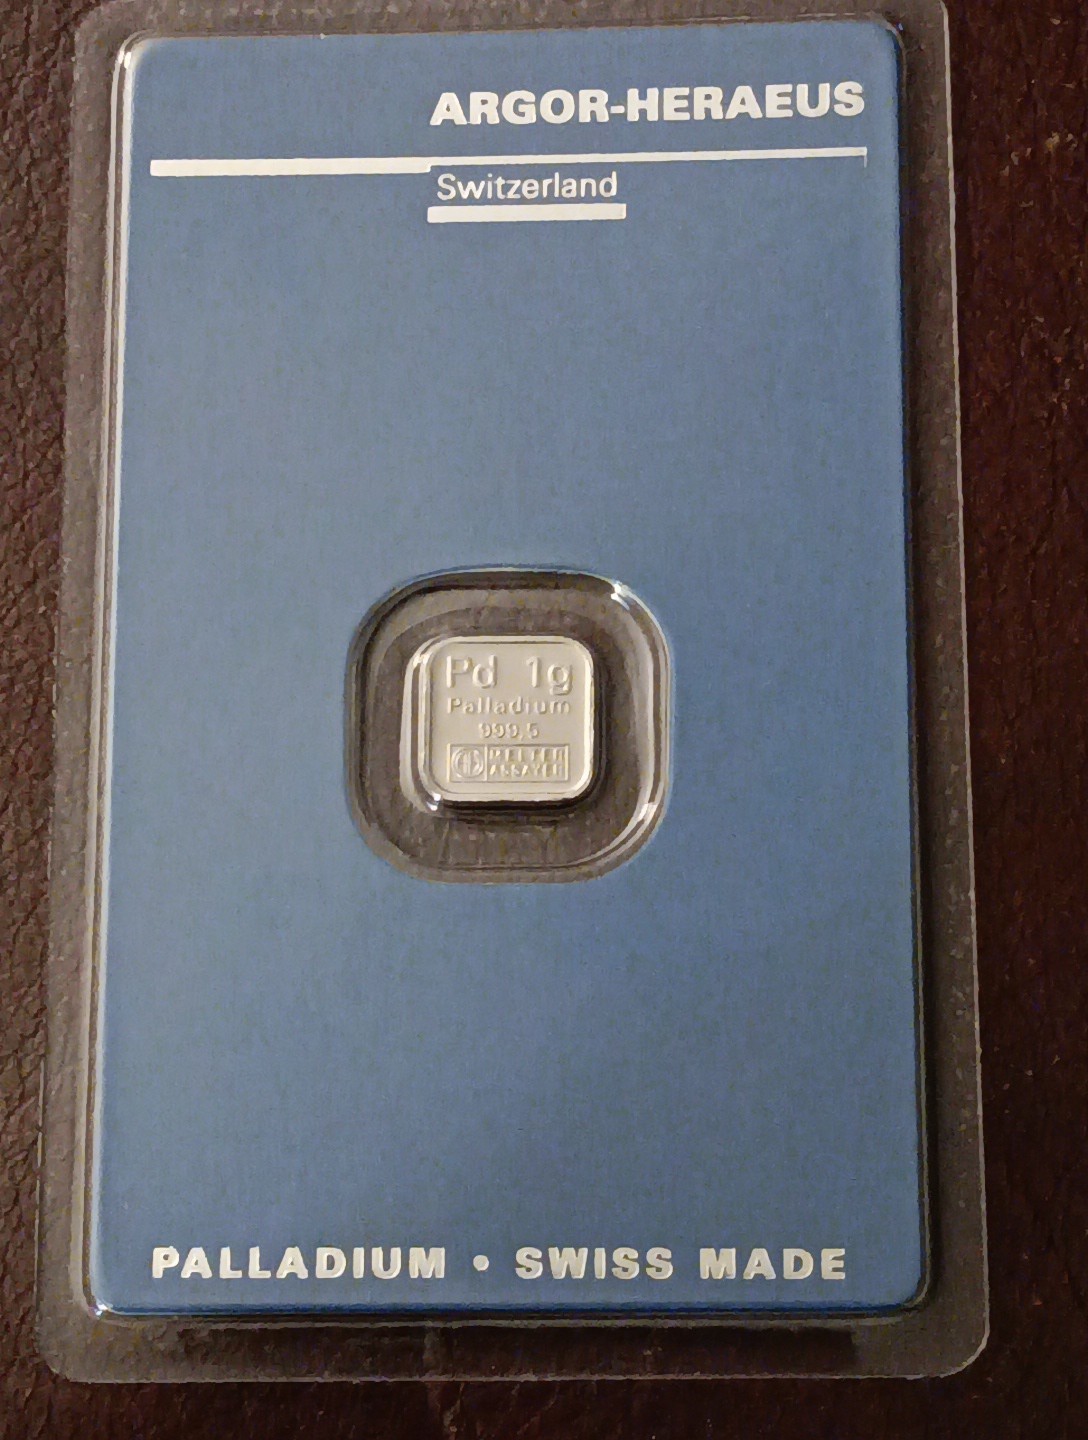 ARGOR-HERAEUS
Switzerland
Pd 1g
Palladium
999,5
MELTER
ASSAYER
PALLADIUM • SWISS MADE